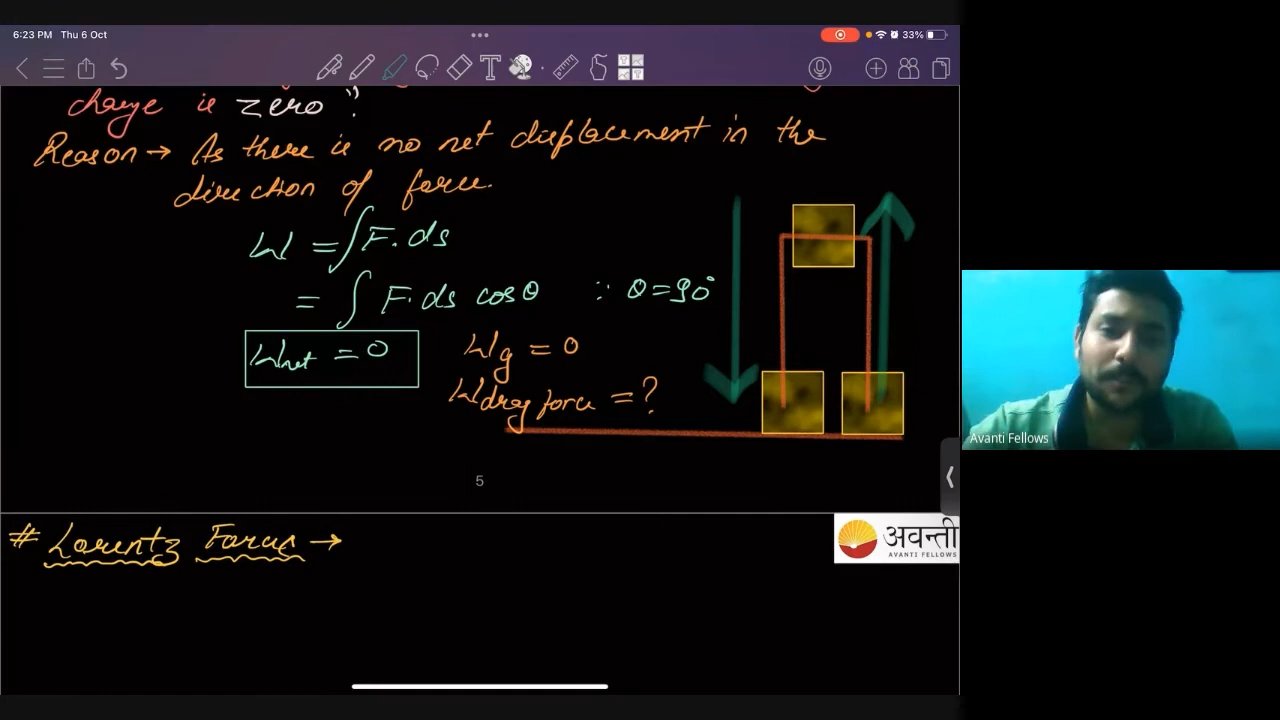 6:23 PM Thu 6 Oct
33%
charge is zero?
Reason → As there is no net displacement in the
direction of force.
W = ∫F.ds
= ∫ F.ds cosθ ∵ θ=90°
Wnet = 0
Wg = 0
Wdrag force = ?
5
# Lorentz Force →
अवन्ती
AVANTI FELLOWS
Avanti Fellows